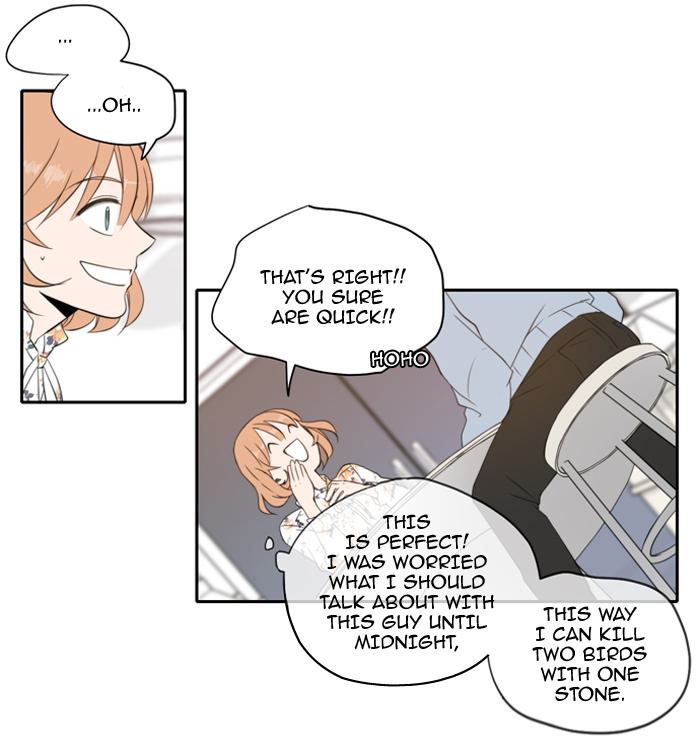 ...
...OH..
THAT'S RIGHT!!
YOU SURE
ARE QUICK!!
HOHO
THIS
IS PERFECT!
I WAS WORRIED
WHAT I SHOULD
TALK ABOUT WITH
THIS GUY UNTIL
MIDNIGHT,
THIS WAY
I CAN KILL
TWO BIRDS
WITH ONE
STONE.